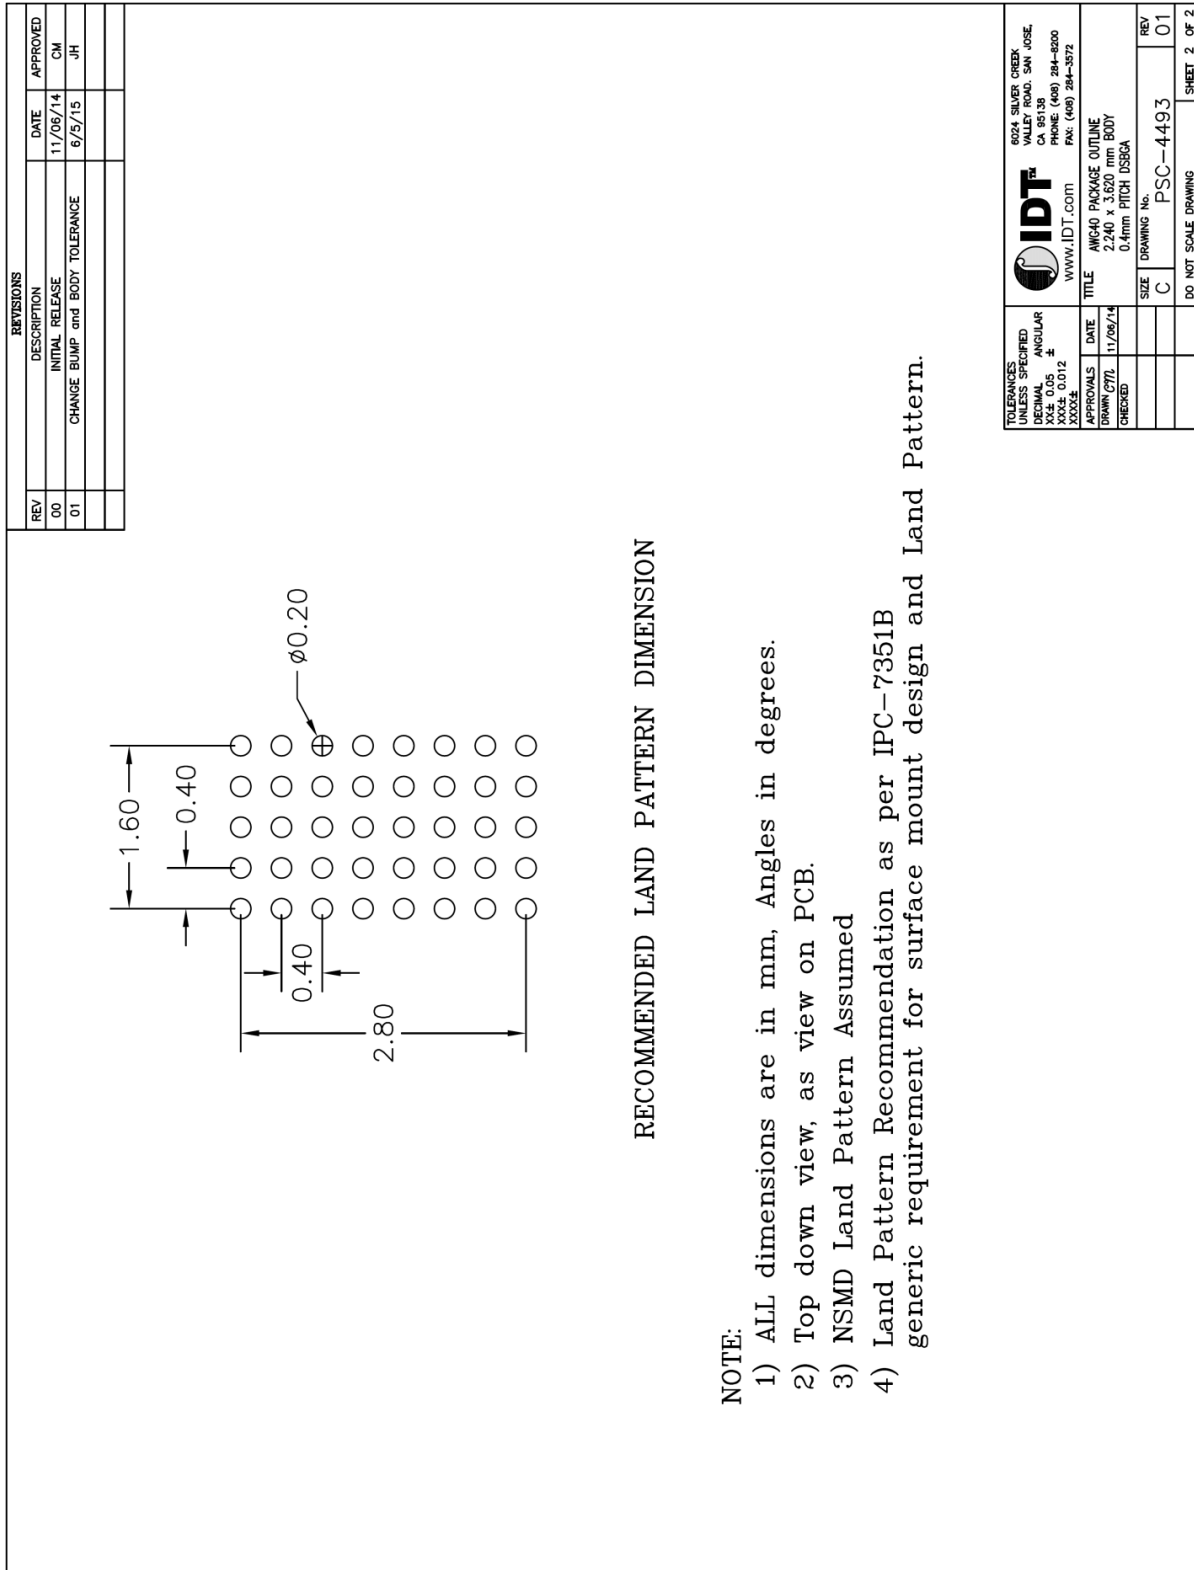 REVISIONS
REV DESCRIPTION DATE APPROVED
00 INITIAL RELEASE 11/06/14 CM
01 CHANGE BUMP and BODY TOLERANCE 6/5/15 JH
1.60
0.40
ø0.20
0.40
2.80
RECOMMENDED LAND PATTERN DIMENSION
NOTE:
1) ALL dimensions are in mm, Angles in degrees.
2) Top down view, as view on PCB.
3) NSMD Land Pattern Assumed
4) Land Pattern Recommendation as per IPC-7351B
generic requirement for surface mount design and Land Pattern.
TOLERANCES
UNLESS SPECIFIED
DECIMAL ANGULAR
XX± 0.05 ±
XXX± 0.012
XXXX±
APPROVALS DATE
DRAWN CM 11/06/14
CHECKED
IDT™
www.IDT.com
6024 SILVER CREEK
VALLEY ROAD. SAN JOSE,
CA 95138
PHONE: (408) 284-8200
FAX: (408) 284-3572
TITLE AWG40 PACKAGE OUTLINE
2.240 x 3.620 mm BODY
0.4mm PITCH DSBGA
SIZE DRAWING No. REV
C PSC-4493 01
DO NOT SCALE DRAWING SHEET 2 OF 2